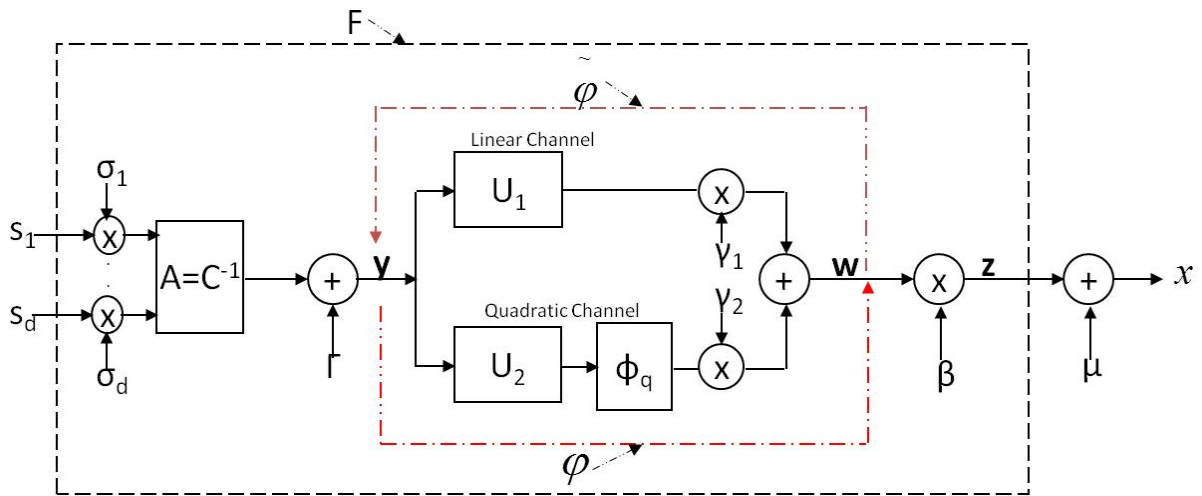 F
~
φ
Linear Channel
U1
x
σ1
S1
x
A=C-1
γ1
+
y
+
w
x
z
+
x
γ2
Sd
x
σd
Γ
Quadratic Channel
U2
ϕq
x
β
μ
φ